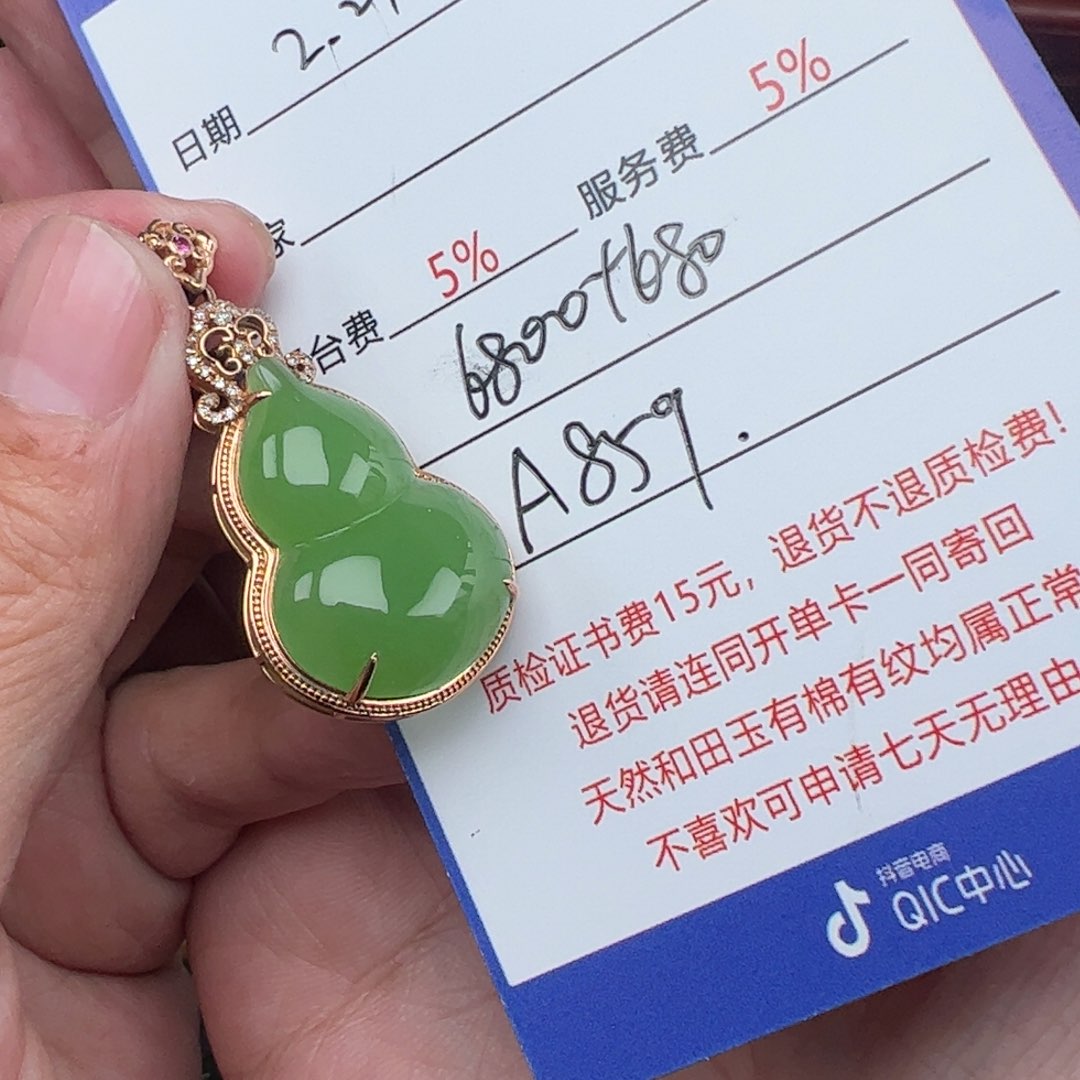 日期
家
台费 5% 服务费 5%
6800+680
A859.
质检证书费15元，退货不退质检费！
退货请连同开单卡一同寄回
天然和田玉有棉有纹均属正常
不喜欢可申请七天无理由
抖音电商
QIC中心